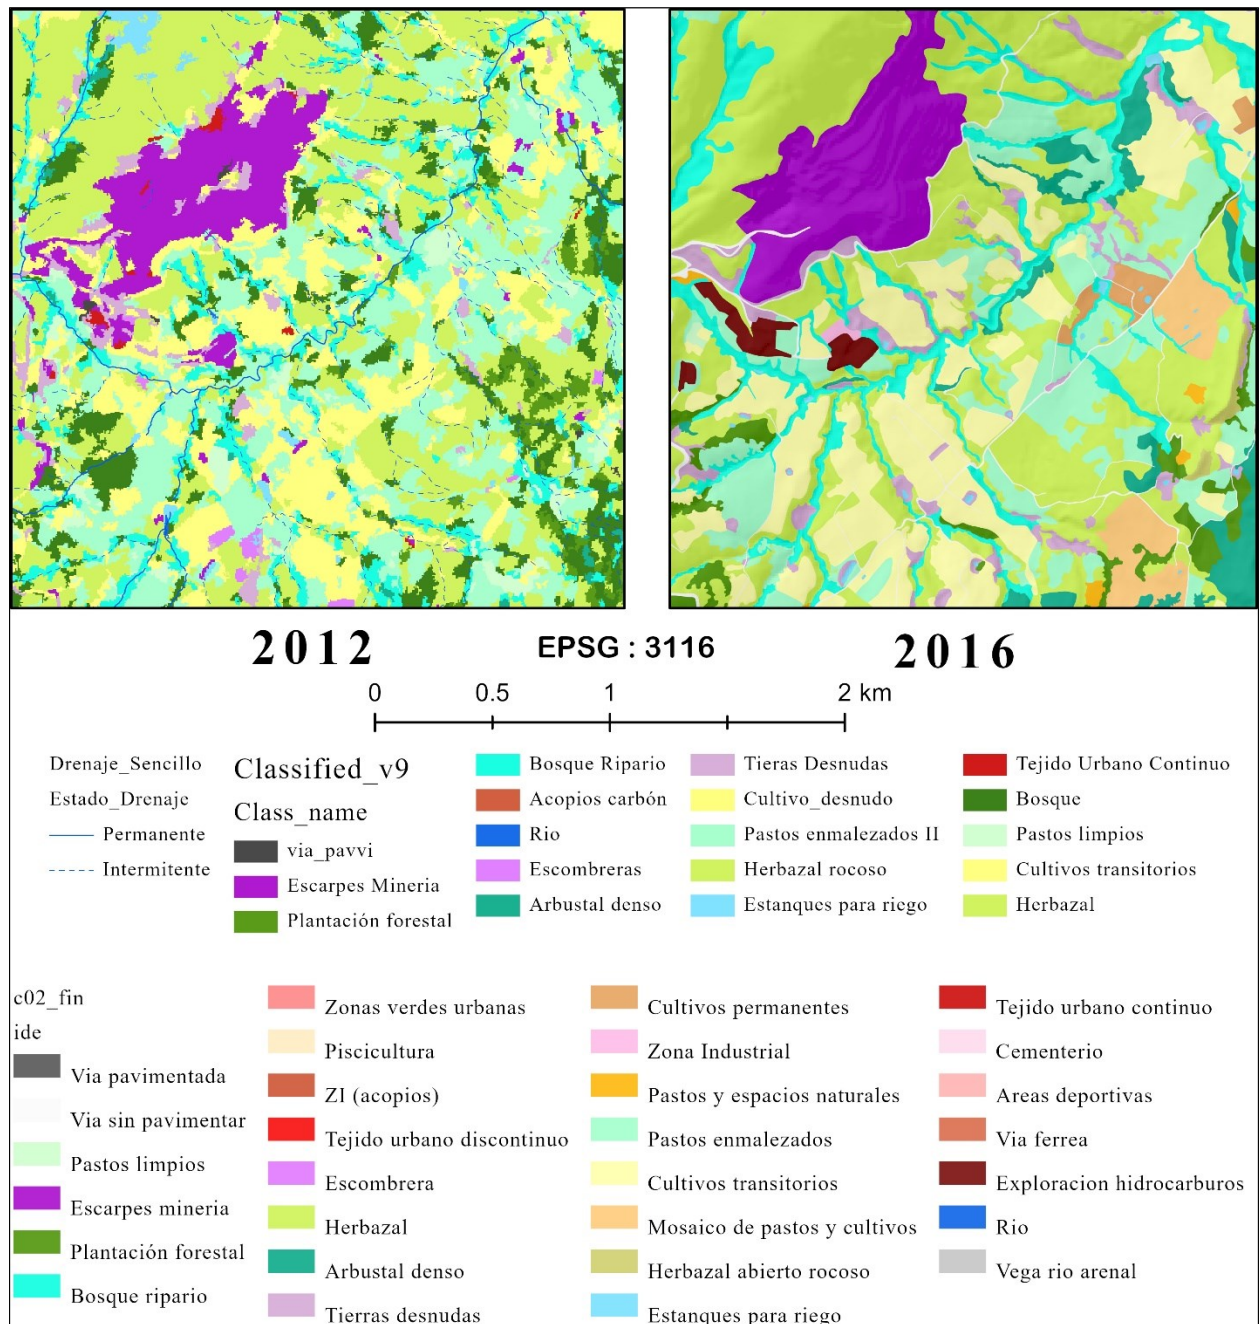 2012
EPSG : 3116
2016
0 0.5 1 2 km
Drenaje_Sencillo
Estado_Drenaje
Permanente
Intermitente
Classified_v9
Class_name
via_pavvi
Escarpes Mineria
Plantación forestal
Bosque Ripario
Acopios carbón
Rio
Escombreras
Arbustal denso
Tieras Desnudas
Cultivo_desnudo
Pastos enmalezados II
Herbazal rocoso
Estanques para riego
Tejido Urbano Continuo
Bosque
Pastos limpios
Cultivos transitorios
Herbazal
c02_fin
ide
Via pavimentada
Via sin pavimentar
Pastos limpios
Escarpes mineria
Plantación forestal
Bosque ripario
Zonas verdes urbanas
Piscicultura
ZI (acopios)
Tejido urbano discontinuo
Escombrera
Herbazal
Arbustal denso
Tierras desnudas
Cultivos permanentes
Zona Industrial
Pastos y espacios naturales
Pastos enmalezados
Cultivos transitorios
Mosaico de pastos y cultivos
Herbazal abierto rocoso
Estanques para riego
Tejido urbano continuo
Cementerio
Areas deportivas
Via ferrea
Exploracion hidrocarburos
Rio
Vega rio arenal